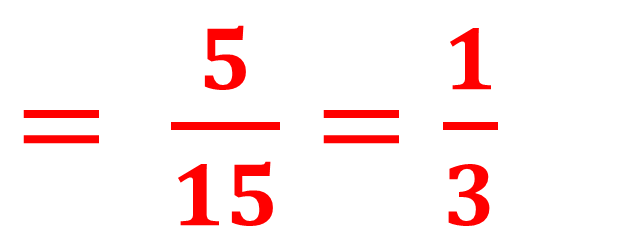 = 5/15 = 1/3